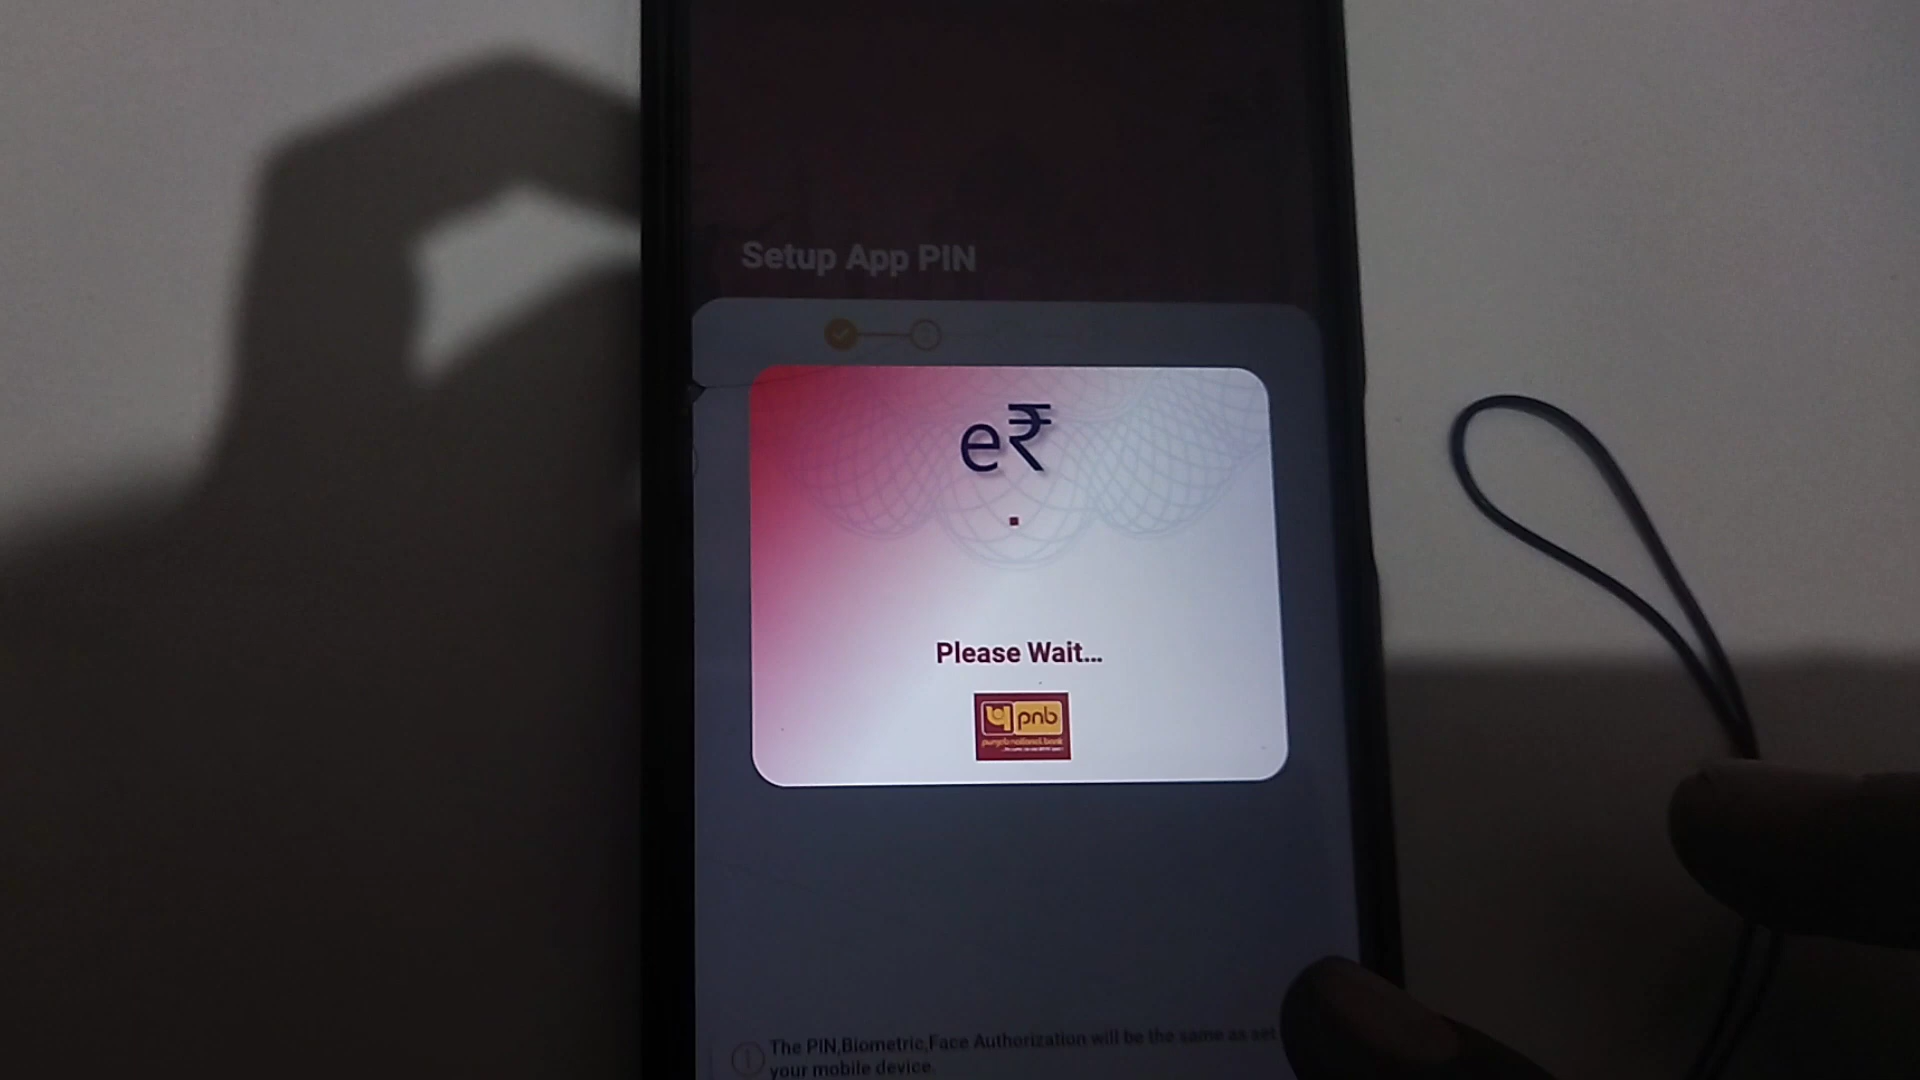 Setup App PIN
e₹
Please Wait...
प pnb
punjab national bank
The PIN,Biometric,Face Authorization will be the same as set
your mobile device.